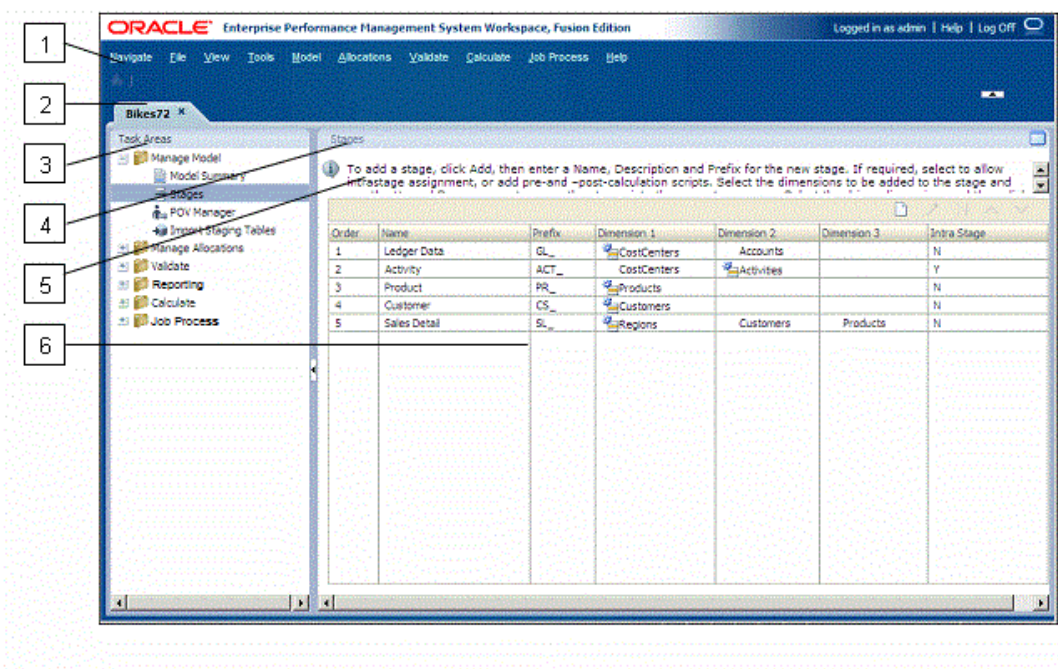 ORACLE Enterprise Performance Management System Workspace, Fusion Edition
Logged in as admin | Help | Log Off
Navigate File View Tools Model Allocations Validate Calculate Job Process Help
Bikes72 ×
Task Areas
Manage Model
Model Summary
Stages
POV Manager
Import Staging Tables
Manage Allocations
Validate
Reporting
Calculate
Job Process
Stages
To add a stage, click Add, then enter a Name, Description and Prefix for the new stage. If required, select to allow
intrastage assignment, or add pre-and –post-calculation scripts. Select the dimensions to be added to the stage and
Order Name Prefix Dimension 1 Dimension 2 Dimension 3 Intra Stage
1 Ledger Data GL_ CostCenters Accounts N
2 Activity ACT_ CostCenters Activities Y
3 Product PR_ Products N
4 Customer CS_ Customers N
5 Sales Detail SL_ Regions Customers Products N
1
2
3
4
5
6